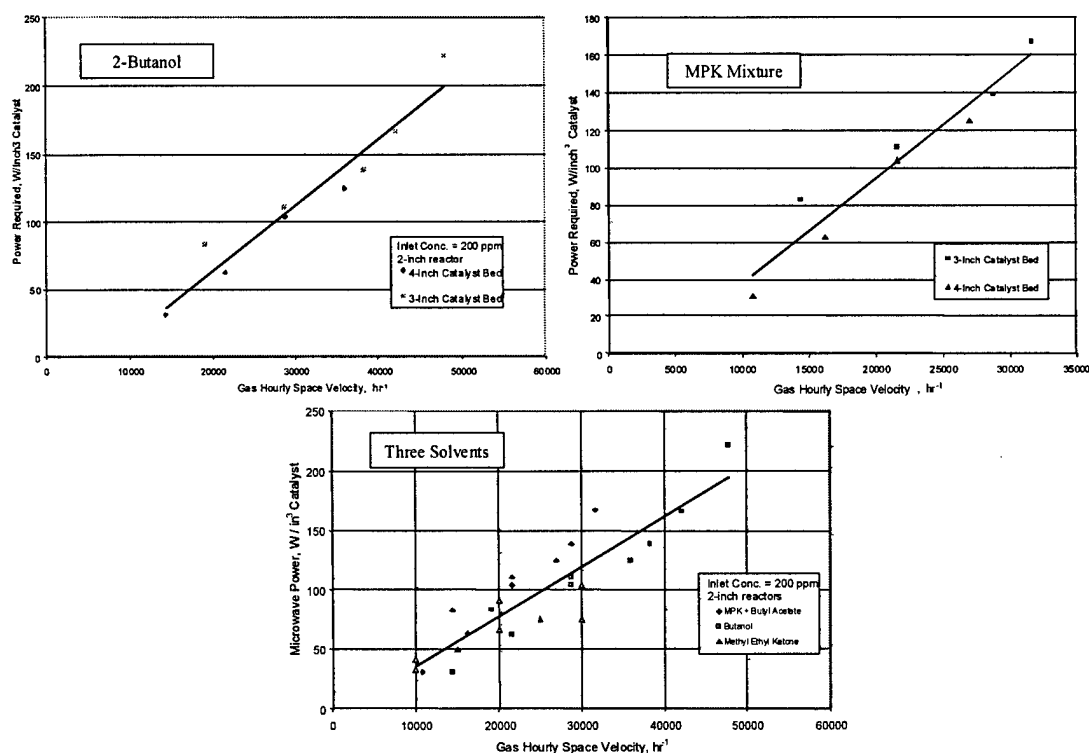 2-Butanol
Power Required, W/Inch3 Catalyst
250
200
150
100
50
0
Inlet Conc. = 200 ppm
2-inch reactor
4-Inch Catalyst Bed
3-Inch Catalyst Bed
0 10000 20000 30000 40000 50000 60000
Gas Hourly Space Velocity, hr-1
MPK Mixture
Power Required, W/inch3 Catalyst
180
160
140
120
100
80
60
40
20
0
3-Inch Catalyst Bed
4-Inch Catalyst Bed
0 5000 10000 15000 20000 25000 30000 35000
Gas Hourly Space Velocity , hr-1
Three Solvents
Microwave Power, W / in3 Catalyst
250
200
150
100
50
0
Inlet Conc. = 200 ppm
2-inch reactors
MPK + Butyl Acetate
Butanol
Methyl Ethyl Ketone
0 10000 20000 30000 40000 50000 60000
Gas Hourly Space Velocity, hr-1